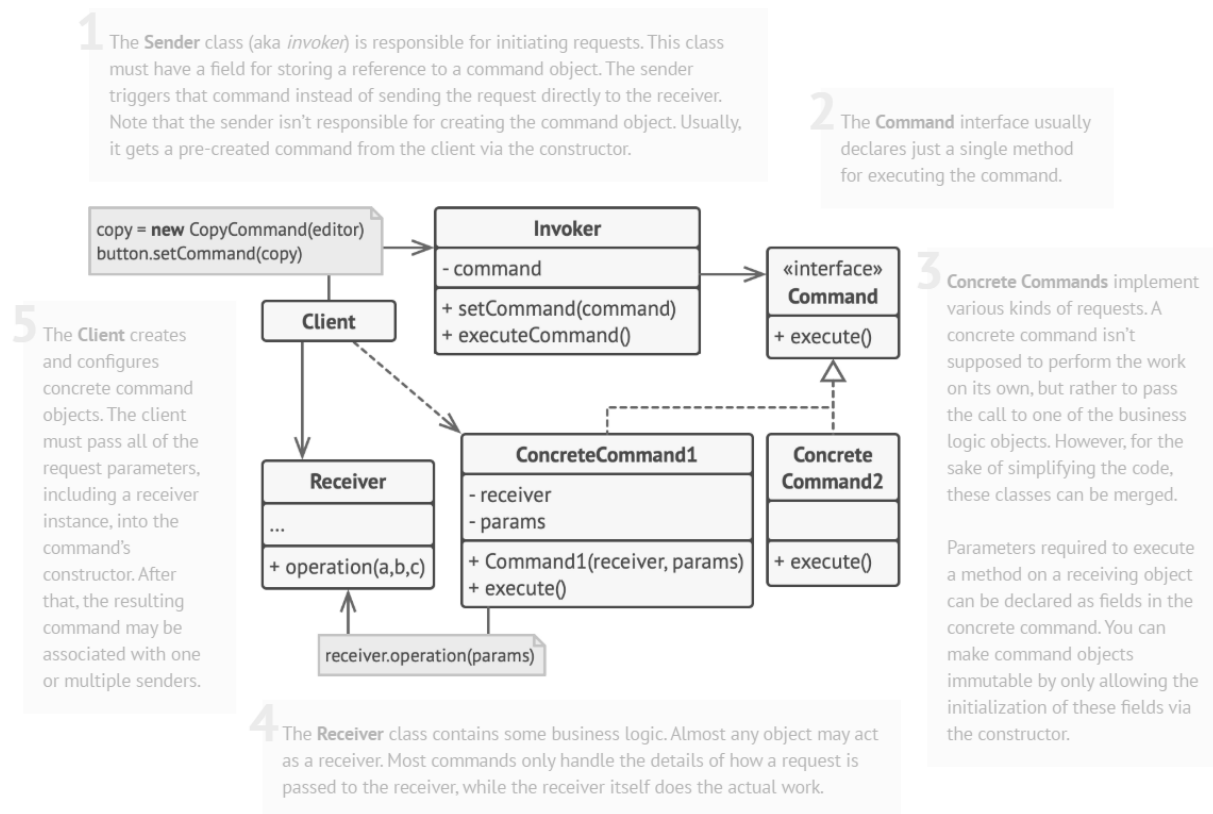 1
The Sender class (aka invoker) is responsible for initiating requests. This class
must have a field for storing a reference to a command object. The sender
triggers that command instead of sending the request directly to the receiver.
Note that the sender isn’t responsible for creating the command object. Usually,
it gets a pre-created command from the client via the constructor.
2
The Command interface usually
declares just a single method
for executing the command.
copy = new CopyCommand(editor)
button.setCommand(copy)
Invoker
- command
+ setCommand(command)
+ executeCommand()
«interface»
Command
+ execute()
3
Concrete Commands implement
various kinds of requests. A
concrete command isn’t
supposed to perform the work
on its own, but rather to pass
the call to one of the business
logic objects. However, for the
sake of simplifying the code,
these classes can be merged.
Parameters required to execute
a method on a receiving object
can be declared as fields in the
concrete command. You can
make command objects
immutable by only allowing the
initialization of these fields via
the constructor.
5
The Client creates
and configures
concrete command
objects. The client
must pass all of the
request parameters,
including a receiver
instance, into the
command’s
constructor. After
that, the resulting
command may be
associated with one
or multiple senders.
Client
Receiver
...
+ operation(a,b,c)
ConcreteCommand1
- receiver
- params
+ Command1(receiver, params)
+ execute()
Concrete
Command2
+ execute()
receiver.operation(params)
4
The Receiver class contains some business logic. Almost any object may act
as a receiver. Most commands only handle the details of how a request is
passed to the receiver, while the receiver itself does the actual work.